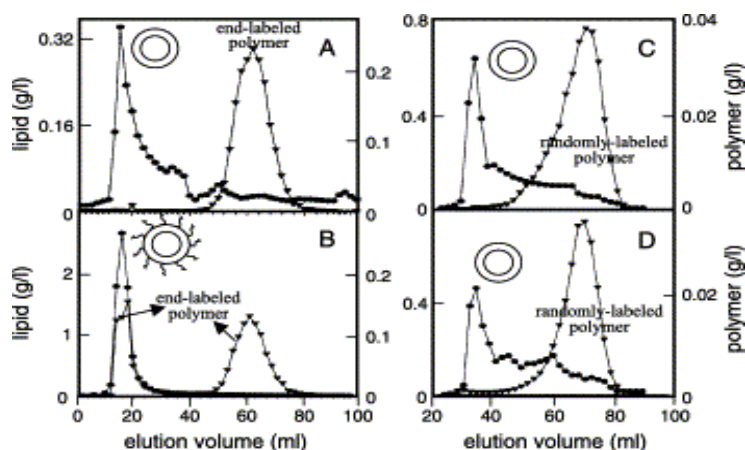 0.32
0.16
0
lipid (g/l)
end-labeled
polymer
A
0.2
0.1
0
0.8
0.4
0
lipid (g/l)
C
randomly-labeled
polymer
0.04
0.02
0
polymer (g/l)
2
1
0
lipid (g/l)
B
end-labeled
polymer
0.2
0.1
0
0 20 40 60 80 100
elution volume (ml)
0.4
0
lipid (g/l)
D
randomly-labeled
polymer
0.02
0
polymer (g/l)
20 40 60 80 100
elution volume (ml)